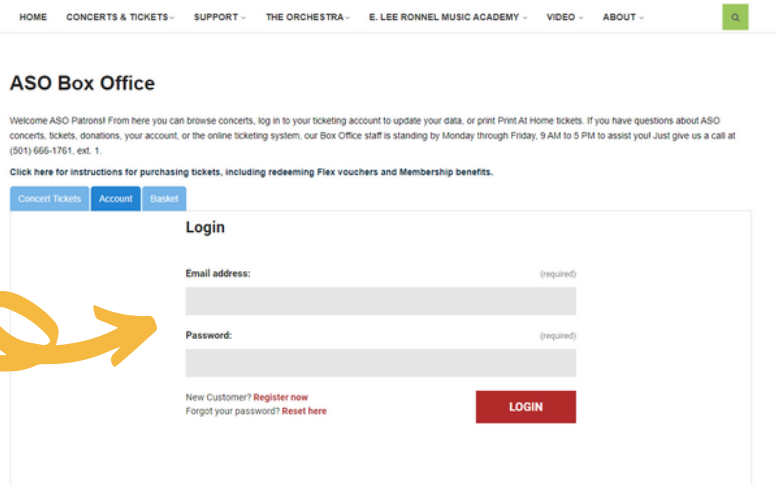 HOME CONCERTS & TICKETS SUPPORT THE ORCHESTRA E. LEE RONNEL MUSIC ACADEMY VIDEO ABOUT
ASO Box Office
Welcome ASO Patrons! From here you can browse concerts, log in to your ticketing account to update your data, or print Print At Home tickets. If you have questions about ASO
concerts, tickets, donations, your account, or the online ticketing system, our Box Office staff is standing by Monday through Friday, 9 AM to 5 PM to assist you! Just give us a call at
(501) 666-1761, ext. 1.
Click here for instructions for purchasing tickets, including redeeming Flex vouchers and Membership benefits.
Concert Tickets Account Basket
Login
Email address: (required)
Password: (required)
New Customer? Register now
Forgot your password? Reset here
LOGIN